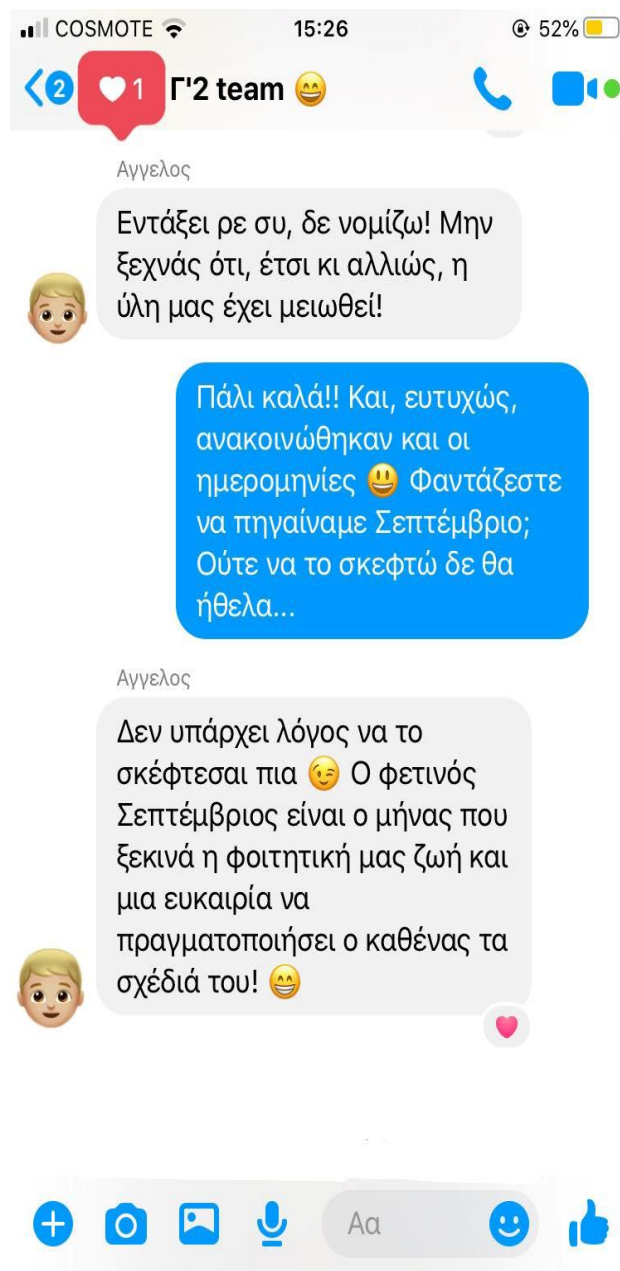 COSMOTE 15:26 52%
2 1 Γ'2 team 😄
Αγγελος
Εντάξει ρε συ, δε νομίζω! Μην
ξεχνάς ότι, έτσι κι αλλιώς, η
ύλη μας έχει μειωθεί!
Πάλι καλά!! Και, ευτυχώς,
ανακοινώθηκαν και οι
ημερομηνίες 😃 Φαντάζεστε
να πηγαίναμε Σεπτέμβριο;
Ούτε να το σκεφτώ δε θα
ήθελα...
Αγγελος
Δεν υπάρχει λόγος να το
σκέφτεσαι πια 😉 Ο φετινός
Σεπτέμβριος είναι ο μήνας που
ξεκινά η φοιτητική μας ζωή και
μια ευκαιρία να
πραγματοποιήσει ο καθένας τα
σχέδιά του! 😁
Αα